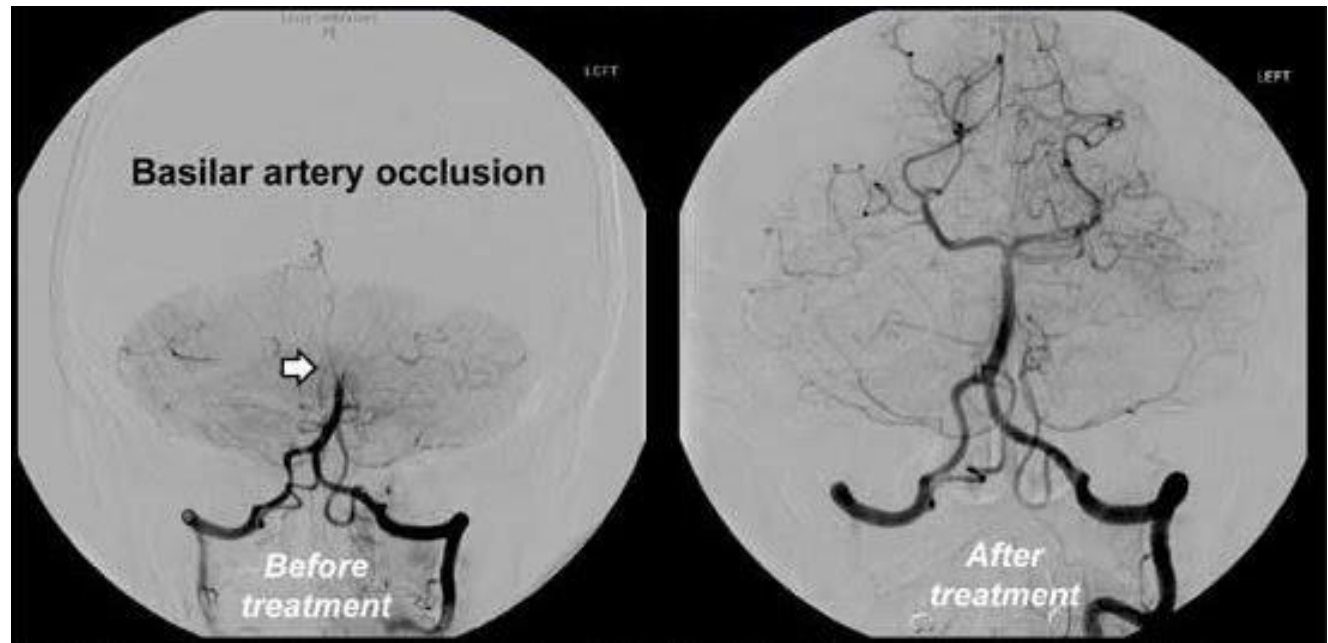 LEFT
Basilar artery occlusion
Before
treatment
LEFT
After
treatment